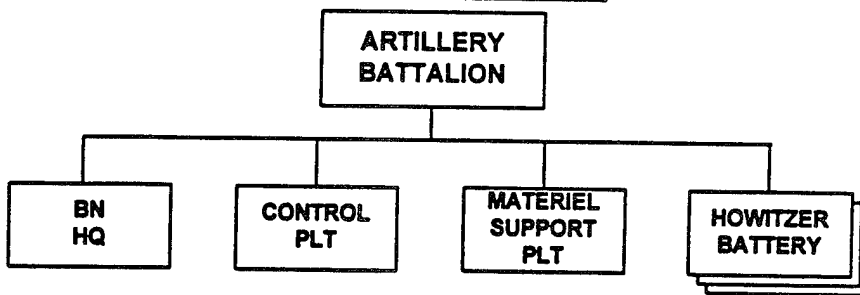 ARTILLERY
BATTALION
BN
HQ
CONTROL
PLT
MATERIEL
SUPPORT
PLT
HOWITZER
BATTERY